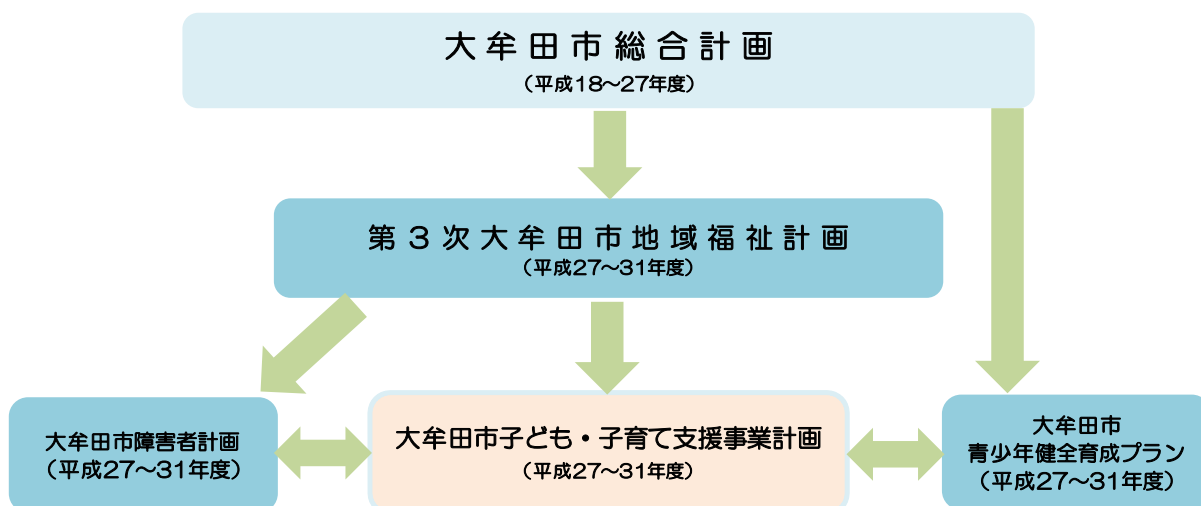 大牟田市総合計画
（平成18～27年度）
第３次大牟田市地域福祉計画
（平成27～31年度）
大牟田市障害者計画
（平成27～31年度）
大牟田市子ども・子育て支援事業計画
（平成27～31年度）
大牟田市
青少年健全育成プラン
（平成27～31年度）